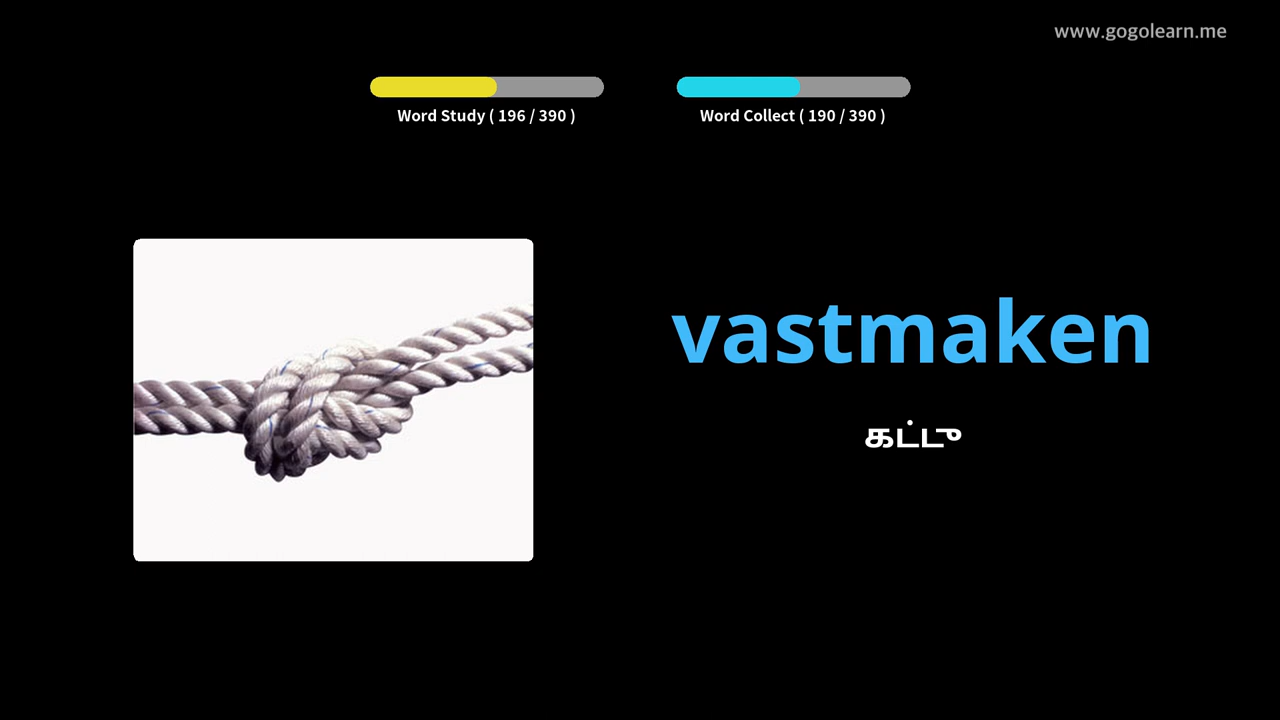 www.gogolearn.me
Word Study ( 196 / 390 )
Word Collect ( 190 / 390 )
vastmaken
கட்டு